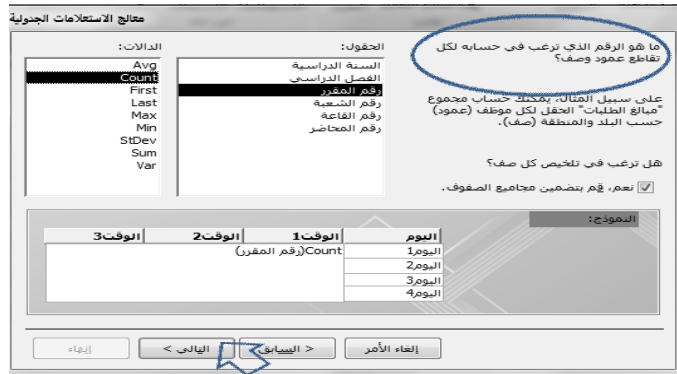 معالج الاستعلامات الجدولية
ما هو الرقم الذي ترغب في حسابه لكل
تقاطع عمود وصف؟
على سبيل المثال، يمكنك حساب مجموع
"مبالغ الطلبات" الحقل لكل موظف (عمود)
حسب البلد والمنطقة (صف).
هل ترغب في تلخيص كل صف؟
نعم، قم بتضمين مجاميع الصفوف.
الحقول:
السنة الدراسية
الفصل الدراسي
رقم المقرر
رقم الشعبة
رقم القاعة
رقم المحاضر
الدالات:
Avg
Count
First
Last
Max
Min
StDev
Sum
Var
النموذج:
اليوم الوقت1 الوقت2 الوقت3
اليوم1 Count(رقم المقرر)
اليوم2
اليوم3
اليوم4
إلغاء الأمر
< السابق
التالي >
إنهاء